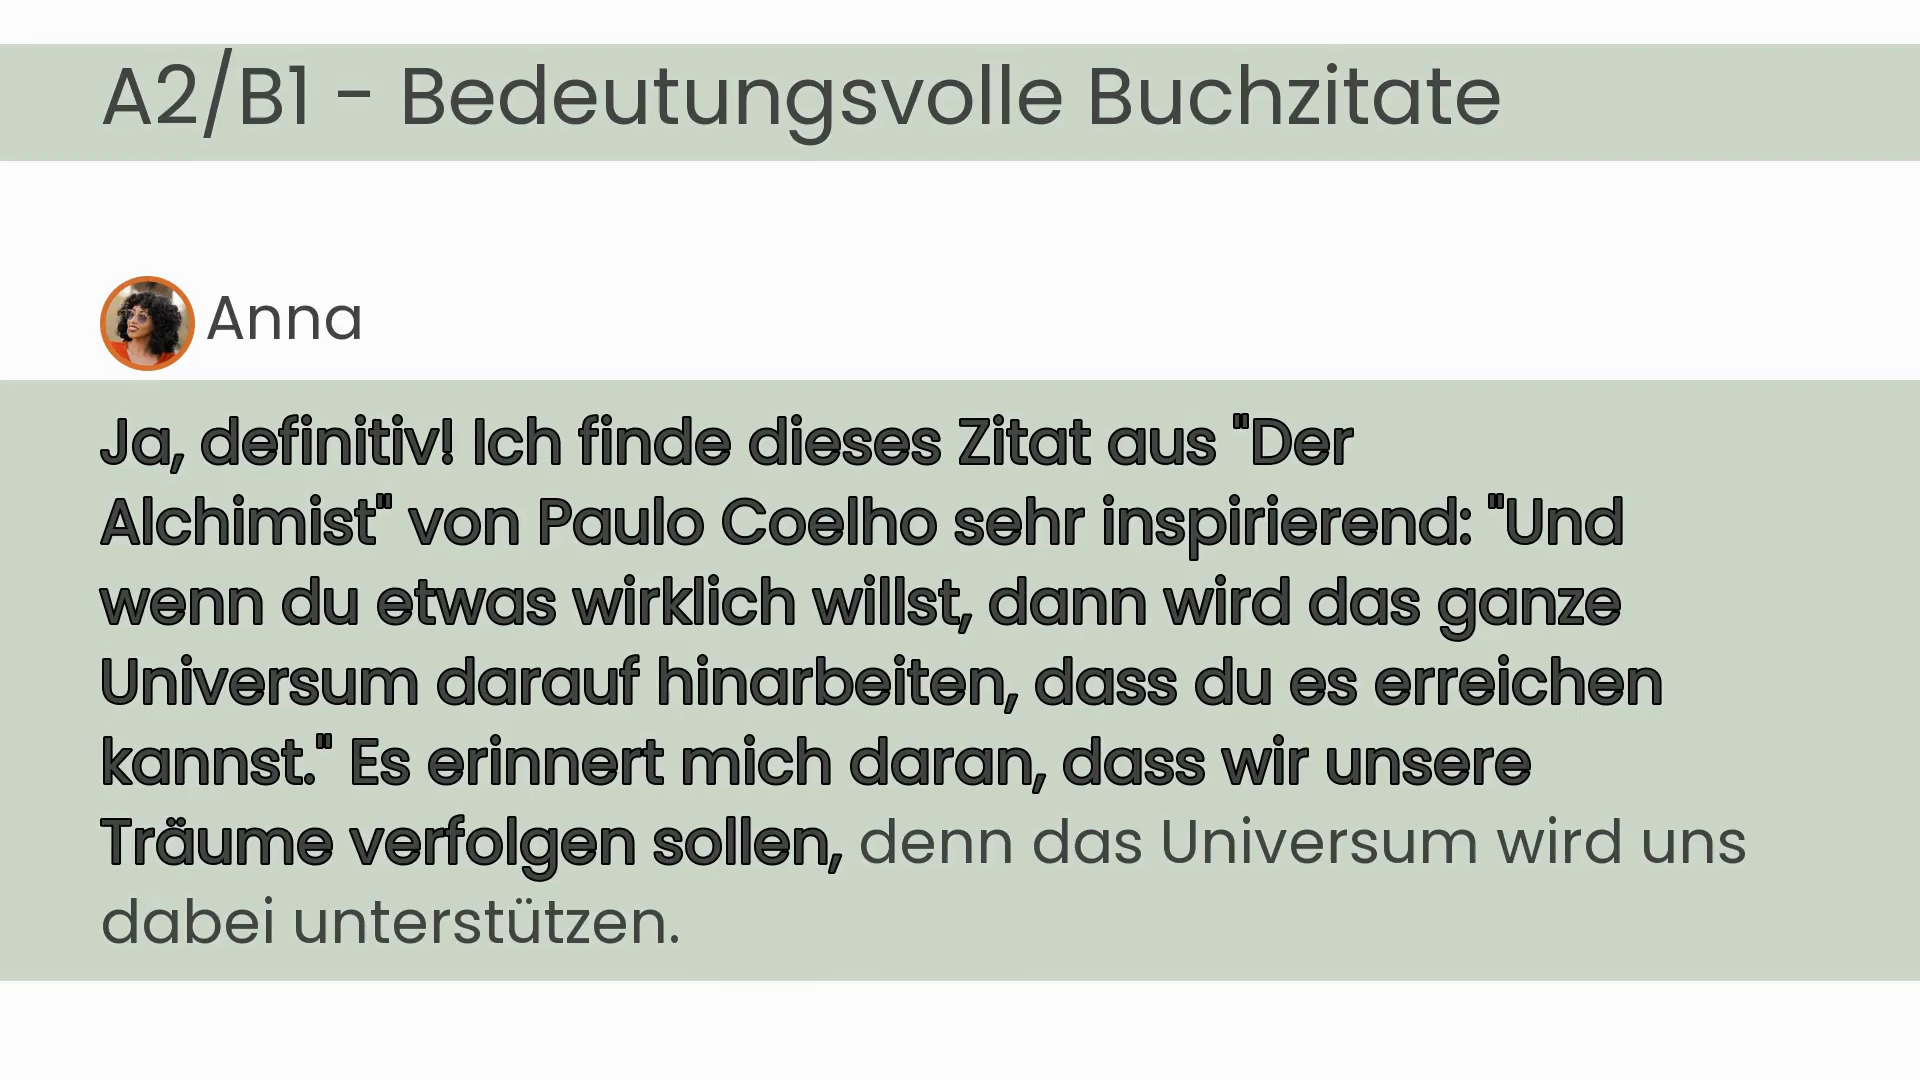 A2/B1 - Bedeutungsvolle Buchzitate
Anna
Ja, definitiv! Ich finde dieses Zitat aus "Der
Alchimist" von Paulo Coelho sehr inspirierend: "Und
wenn du etwas wirklich willst, dann wird das ganze
Universum darauf hinarbeiten, dass du es erreichen
kannst." Es erinnert mich daran, dass wir unsere
Träume verfolgen sollen, denn das Universum wird uns
dabei unterstützen.